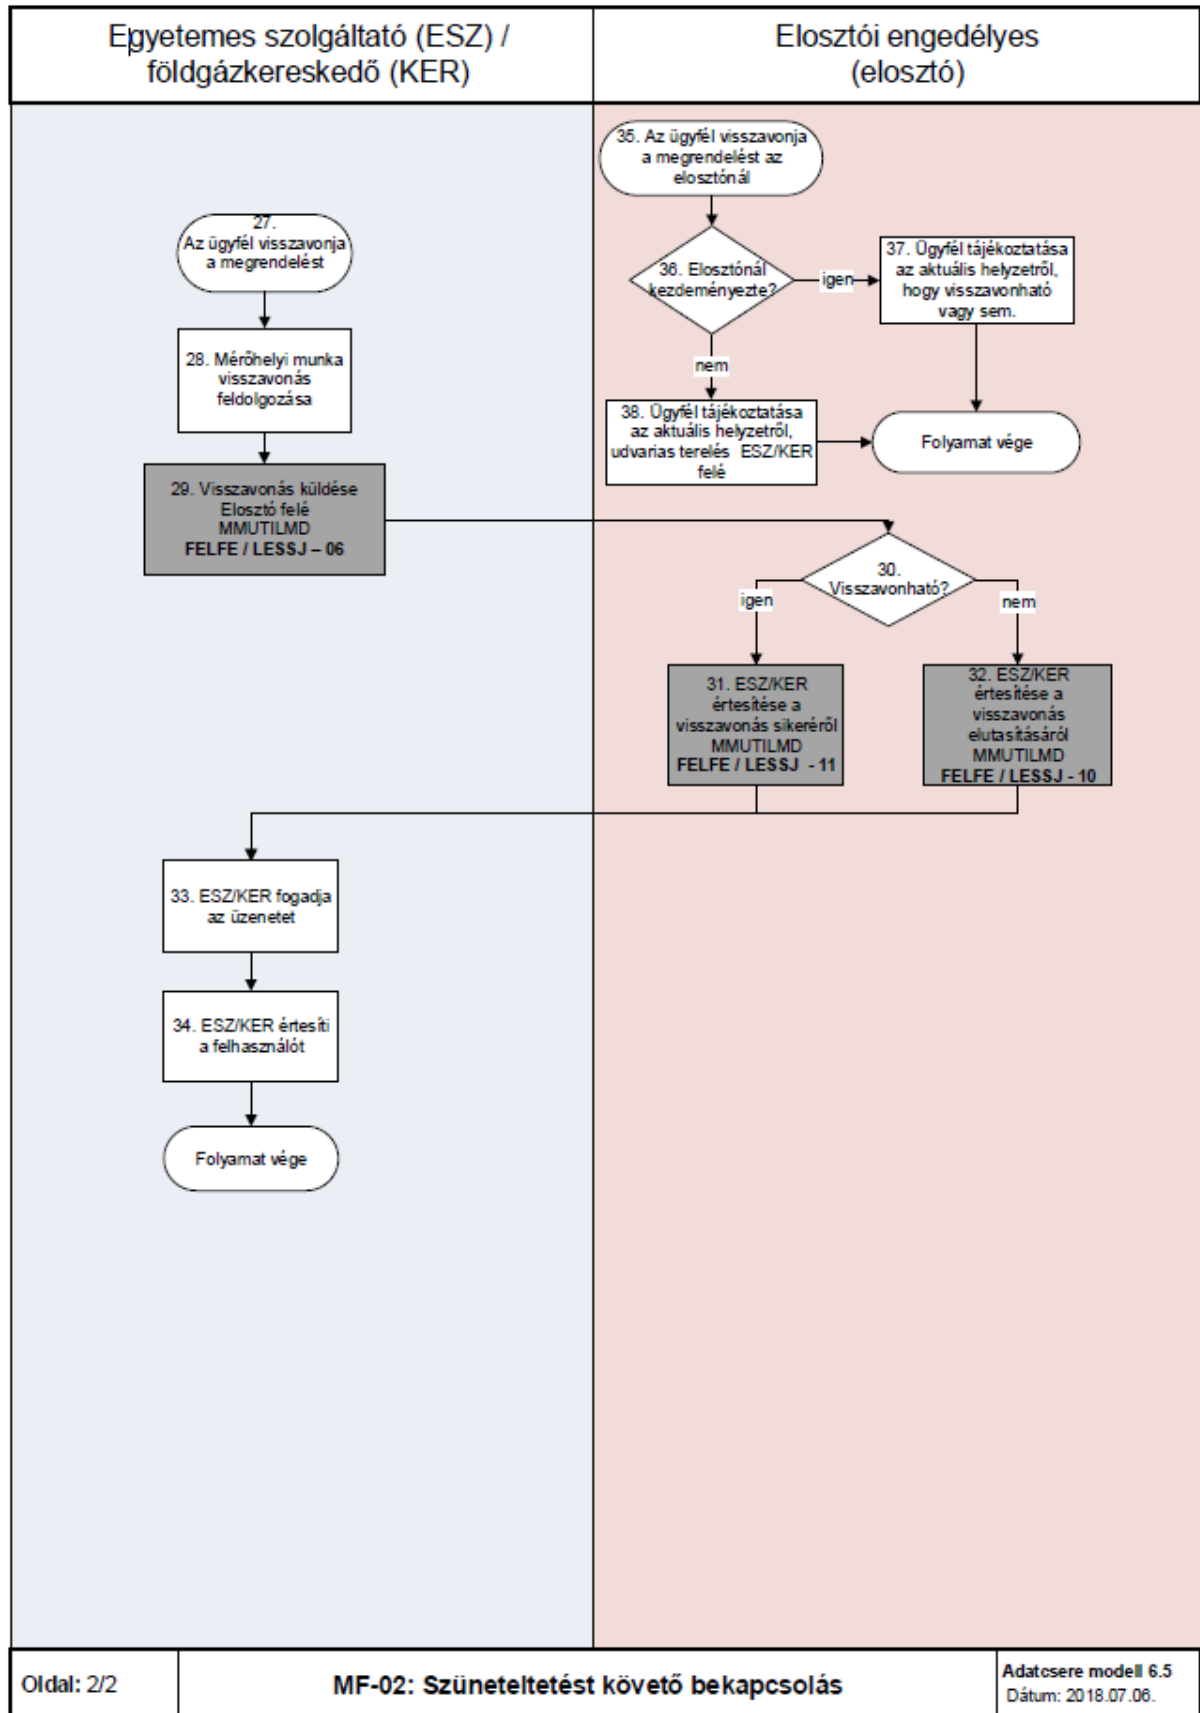 Egyetemes szolgáltató (ESZ) /
földgázkereskedő (KER)
Elosztói engedélyes
(elosztó)
35. Az ügyfél visszavonja
a megrendelést az
elosztónál
27.
Az ügyfél visszavonja
a megrendelést
36. Elosztónál
kezdeményezte?
igen
37. Ügyfél tájékoztatása
az aktuális helyzetről,
hogy visszavonható
vagy sem.
28. Mérőhelyi munka
visszavonás
feldolgozása
nem
38. Ügyfél tájékoztatása
az aktuális helyzetről,
udvarias terelés ESZ/KER
felé
Folyamat vége
29. Visszavonás küldése
Elosztó felé
MMUTILMD
FELFE / LESSJ – 06
30.
Visszavonható?
igen
nem
31. ESZ/KER
értesítése a
visszavonás sikeréről
MMUTILMD
FELFE / LESSJ - 11
32. ESZ/KER
értesítése a
visszavonás
elutasításáról
MMUTILMD
FELFE / LESSJ - 10
33. ESZ/KER fogadja
az üzenetet
34. ESZ/KER értesíti
a felhasználót
Folyamat vége
Oldal: 2/2
MF-02: Szüneteltetést követő bekapcsolás
Adatcsere modell 6.5
Dátum: 2018.07.06.